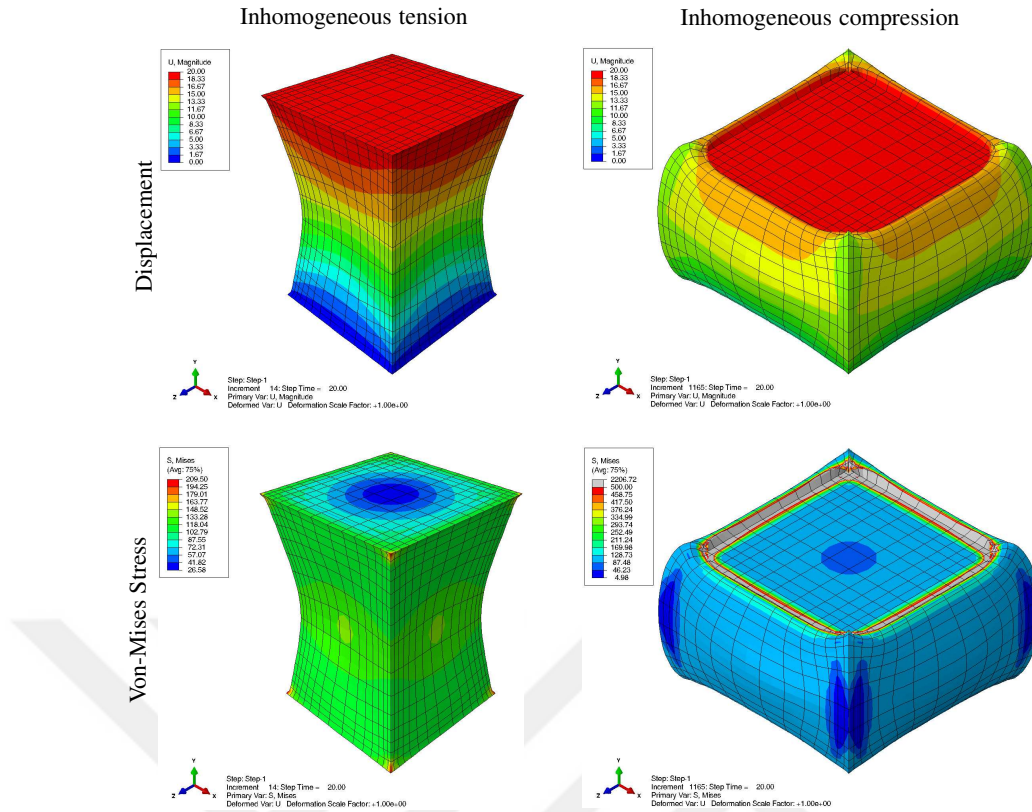 Inhomogeneous tension
Inhomogeneous compression
Displacement
U, Magnitude
20.00
18.33
16.67
15.00
13.33
11.67
10.00
8.33
6.67
5.00
3.33
1.67
0.00
Y
Z
X
Step: Step-1
Increment 14: Step Time = 20.00
Primary Var: U, Magnitude
Deformed Var: U Deformation Scale Factor: +1.00e+00
U, Magnitude
20.00
18.33
16.67
15.00
13.33
11.67
10.00
8.33
6.67
5.00
3.33
1.67
0.00
Y
Z
X
Step: Step-1
Increment 1165: Step Time = 20.00
Primary Var: U, Magnitude
Deformed Var: U Deformation Scale Factor: +1.00e+00
Von-Mises Stress
S, Mises
(Avg: 75%)
209.50
194.25
179.01
163.77
148.52
133.28
118.04
102.79
87.55
72.31
57.07
41.82
26.58
Y
Z
X
Step: Step-1
Increment 14: Step Time = 20.00
Primary Var: S, Mises
Deformed Var: U Deformation Scale Factor: +1.00e+00
S, Mises
(Avg: 75%)
2206.72
500.00
458.75
417.50
376.24
334.99
293.74
252.49
211.24
169.98
128.73
87.48
46.23
4.98
Y
Z
X
Step: Step-1
Increment 1165: Step Time = 20.00
Primary Var: S, Mises
Deformed Var: U Deformation Scale Factor: +1.00e+00